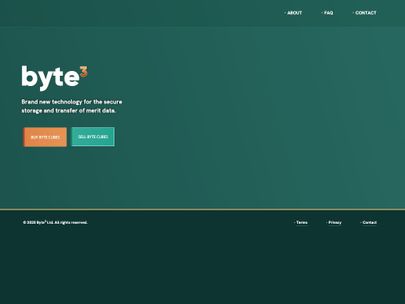 · ABOUT · FAQ · CONTACT
byte³
Brand new technology for the secure
storage and transfer of merit data.
BUY BYTE CUBES SELL BYTE CUBES
© 2025 Byte³ Ltd. All rights reserved. · Terms · Privacy · Contact